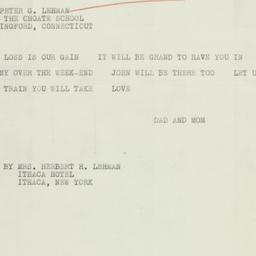 PETER G. LEHMAN
THE CHOATE SCHOOL
INGFORD, CONNECTICUT
LOSS IS OUR GAIN IT WILL BE GRAND TO HAVE YOU IN
NY OVER THE WEEK-END JOHN WILL BE THERE TOO LET U
TRAIN YOU WILL TAKE LOVE
DAD AND MOM
BY MRS. HERBERT H. LEHMAN
ITHACA HOTEL
ITHACA, NEW YORK